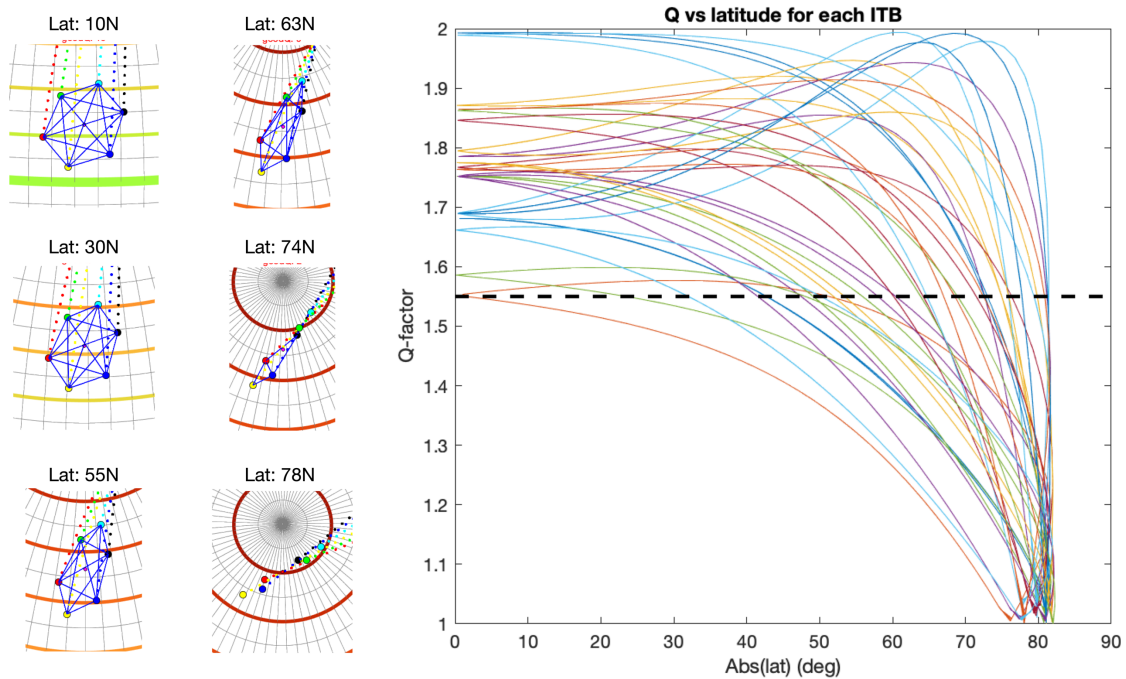 Lat: 10N
Lat: 63N
Lat: 30N
Lat: 74N
Lat: 55N
Lat: 78N
Q vs latitude for each ITB
2
1.9
1.8
1.7
1.6
1.5
1.4
1.3
1.2
1.1
1
Q-factor
0 10 20 30 40 50 60 70 80 90
Abs(lat) (deg)